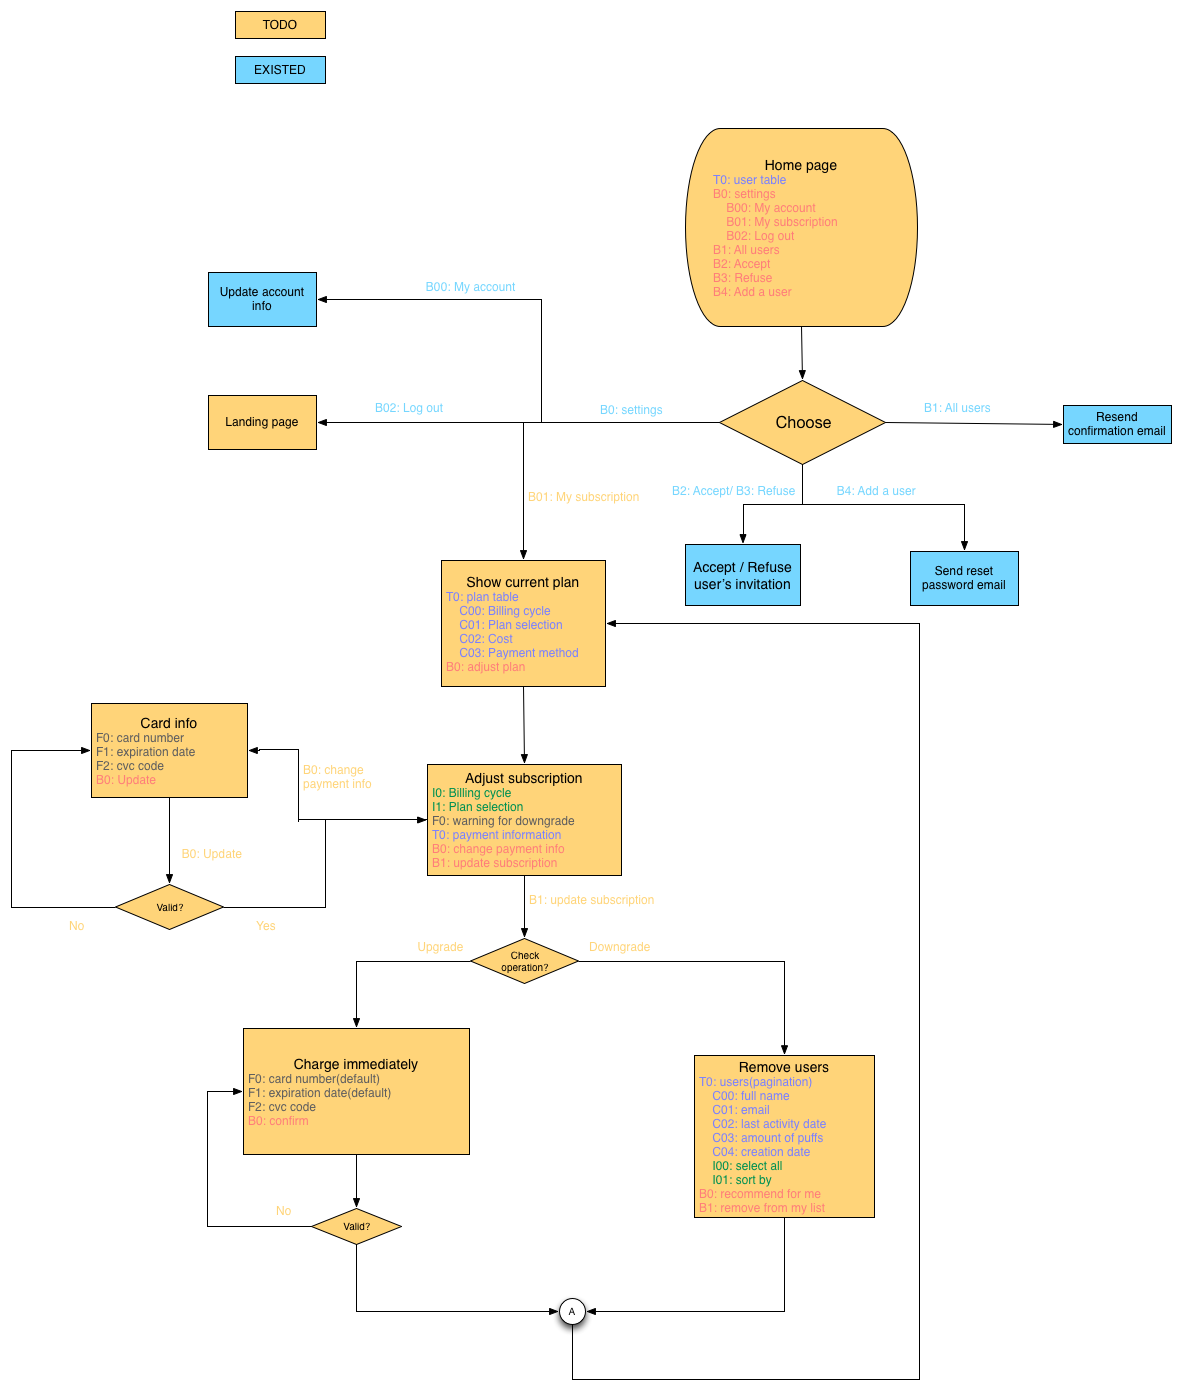 TODO
EXISTED
Home page
T0: user table
B0: settings
B00: My account
B01: My subscription
B02: Log out
B1: All users
B2: Accept
B3: Refuse
B4: Add a user
Update account
info
B00: My account
Landing page
B02: Log out
B0: settings
Choose
B1: All users
Resend
confirmation email
B01: My subscription
B2: Accept/ B3: Refuse
B4: Add a user
Accept / Refuse
user's invitation
Send reset
password email
Show current plan
T0: plan table
C00: Billing cycle
C01: Plan selection
C02: Cost
C03: Payment method
B0: adjust plan
Card info
F0: card number
F1: expiration date
F2: cvc code
B0: Update
B0: change
payment info
Adjust subscription
I0: Billing cycle
I1: Plan selection
F0: warning for downgrade
T0: payment information
B0: change payment info
B1: update subscription
B0: Update
Valid?
No
Yes
B1: update subscription
Upgrade
Check
operation?
Downgrade
Charge immediately
F0: card number(default)
F1: expiration date(default)
F2: cvc code
B0: confirm
Remove users
T0: users(pagination)
C00: full name
C01: email
C02: last activity date
C03: amount of puffs
C04: creation date
I00: select all
I01: sort by
B0: recommend for me
B1: remove from my list
No
Valid?
A